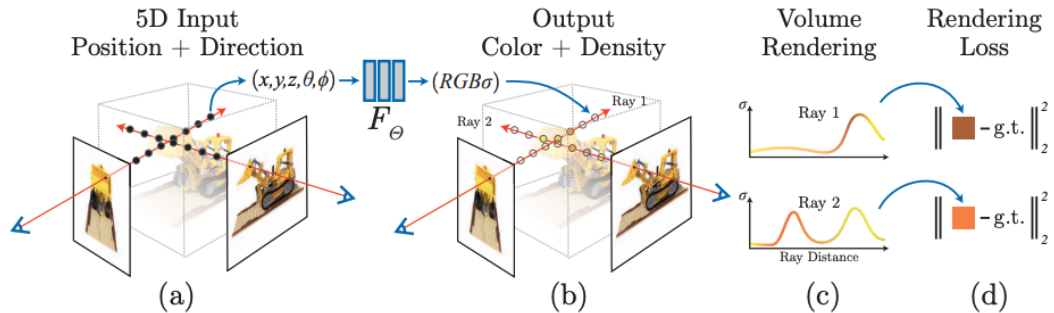 5D Input
Position + Direction
Output
Color + Density
Volume
Rendering
Rendering
Loss
(x,y,z,θ,ϕ)
F_Θ
(RGBσ)
Ray 1
Ray 2
σ
Ray 1
σ
Ray 2
Ray Distance
‖ - g.t. ‖²₂
‖ - g.t. ‖²₂
(a)
(b)
(c)
(d)